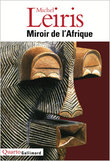 Michel
Leiris
Miroir de l'Afrique
Quarto Gallimard